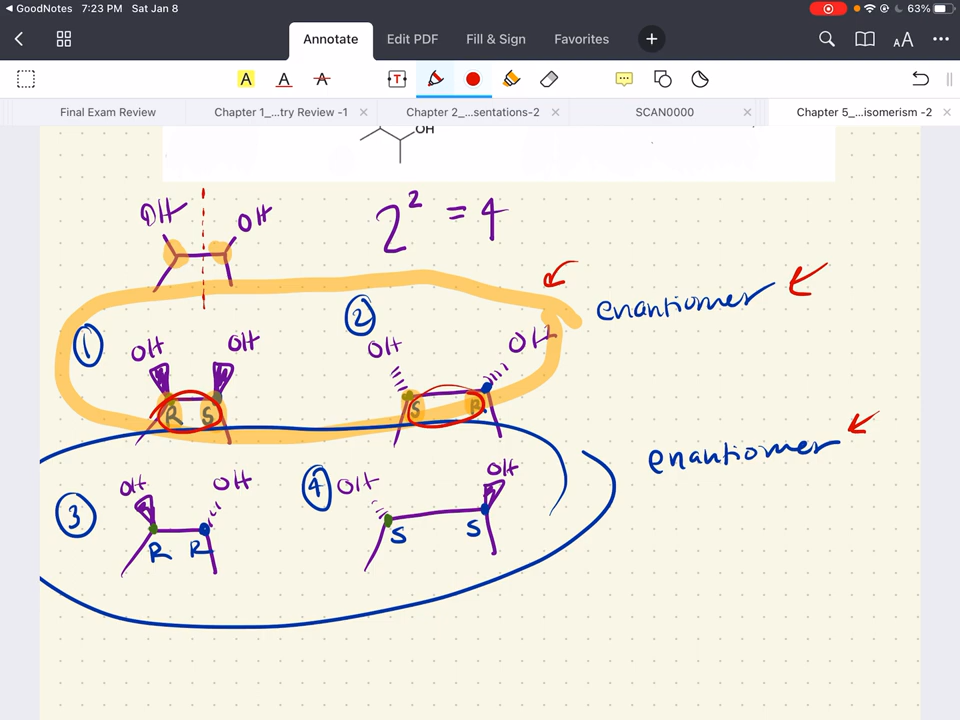 GoodNotes 7:23 PM Sat Jan 8 63%
Annotate Edit PDF Fill & Sign Favorites
AA
A A A T
Final Exam Review Chapter 1_...try Review -1 Chapter 2_...sentations-2 SCAN0000 Chapter 5_...isomerism -2
OH
OH OH 2² = 4
enantiomer
1 OH OH 2 OH OH
R S S R
enantiomer
3 OH OH 4 OH OH
R R S S